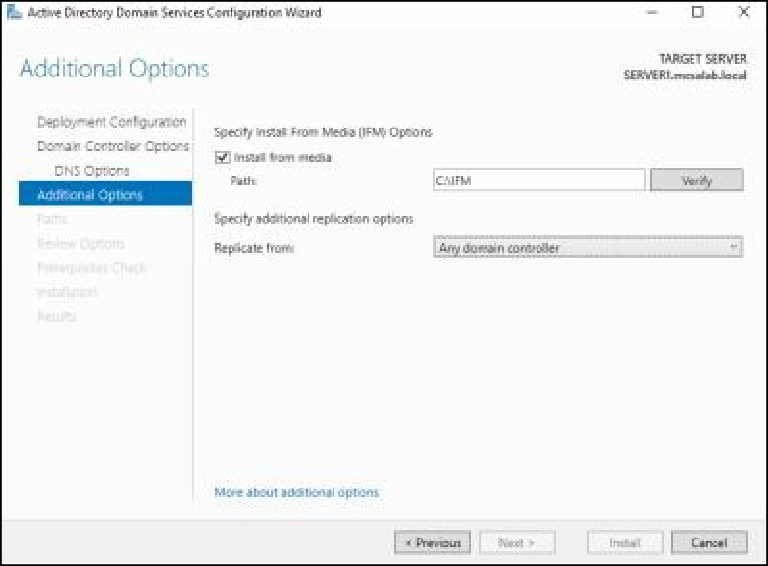 Active Directory Domain Services Configuration Wizard
Additional Options
TARGET SERVER
SERVER1.mcsalab.local
Deployment Configuration
Domain Controller Options
DNS Options
Additional Options
Paths
Review Options
Prerequisites Check
Installation
Results
Specify Install From Media (IFM) Options
Install from media
Path:
C:\IFM
Verify
Specify additional replication options
Replicate from:
Any domain controller
More about additional options
< Previous
Next >
Install
Cancel